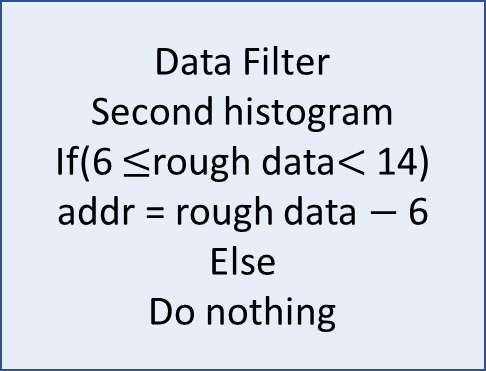 Data Filter
Second histogram
If(6 ≤rough data< 14)
addr = rough data − 6
Else
Do nothing